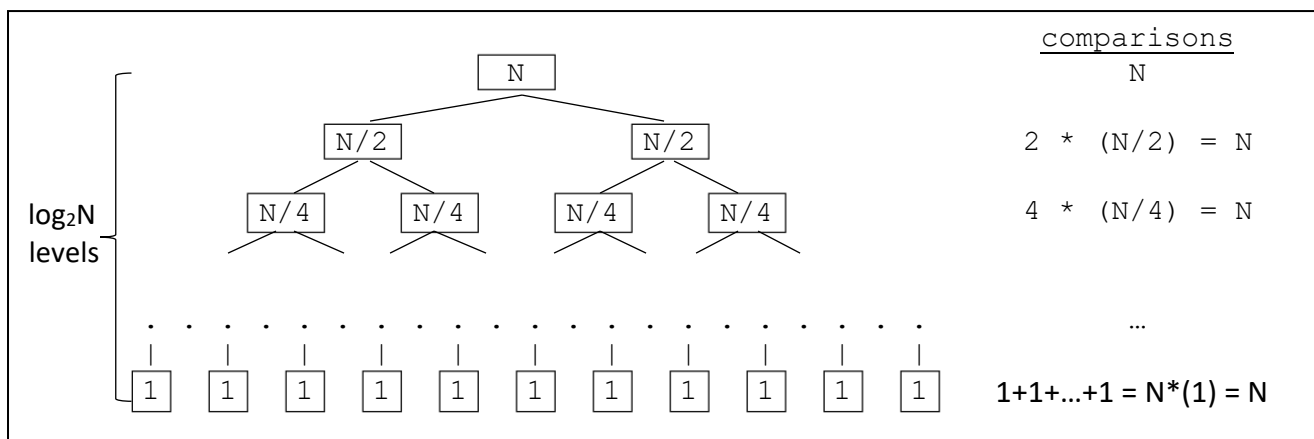 comparisons
N N
N/2 N/2 2 * (N/2) = N
log₂N
levels
N/4 N/4 N/4 N/4 4 * (N/4) = N
. . . . . . . . . . . . . . . . . . . . . …
1 1 1 1 1 1 1 1 1 1 1 1+1+…+1 = N*(1) = N